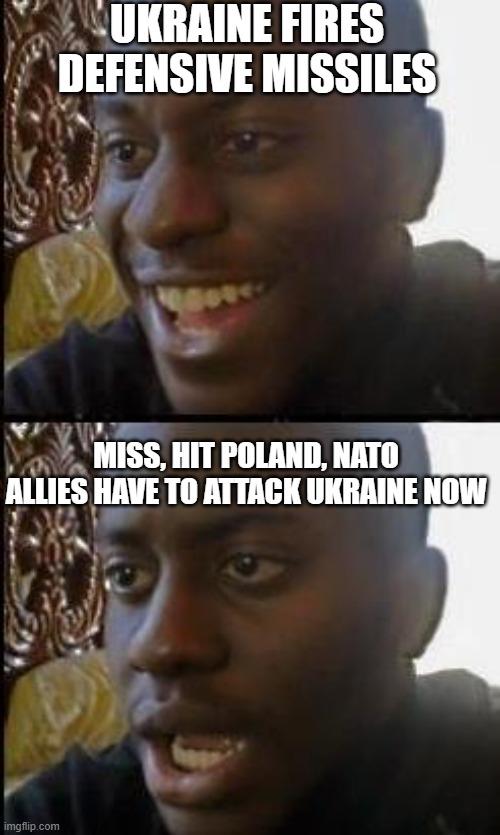 UKRAINE FIRES
DEFENSIVE MISSILES
MISS, HIT POLAND, NATO
ALLIES HAVE TO ATTACK UKRAINE NOW
imgflip.com